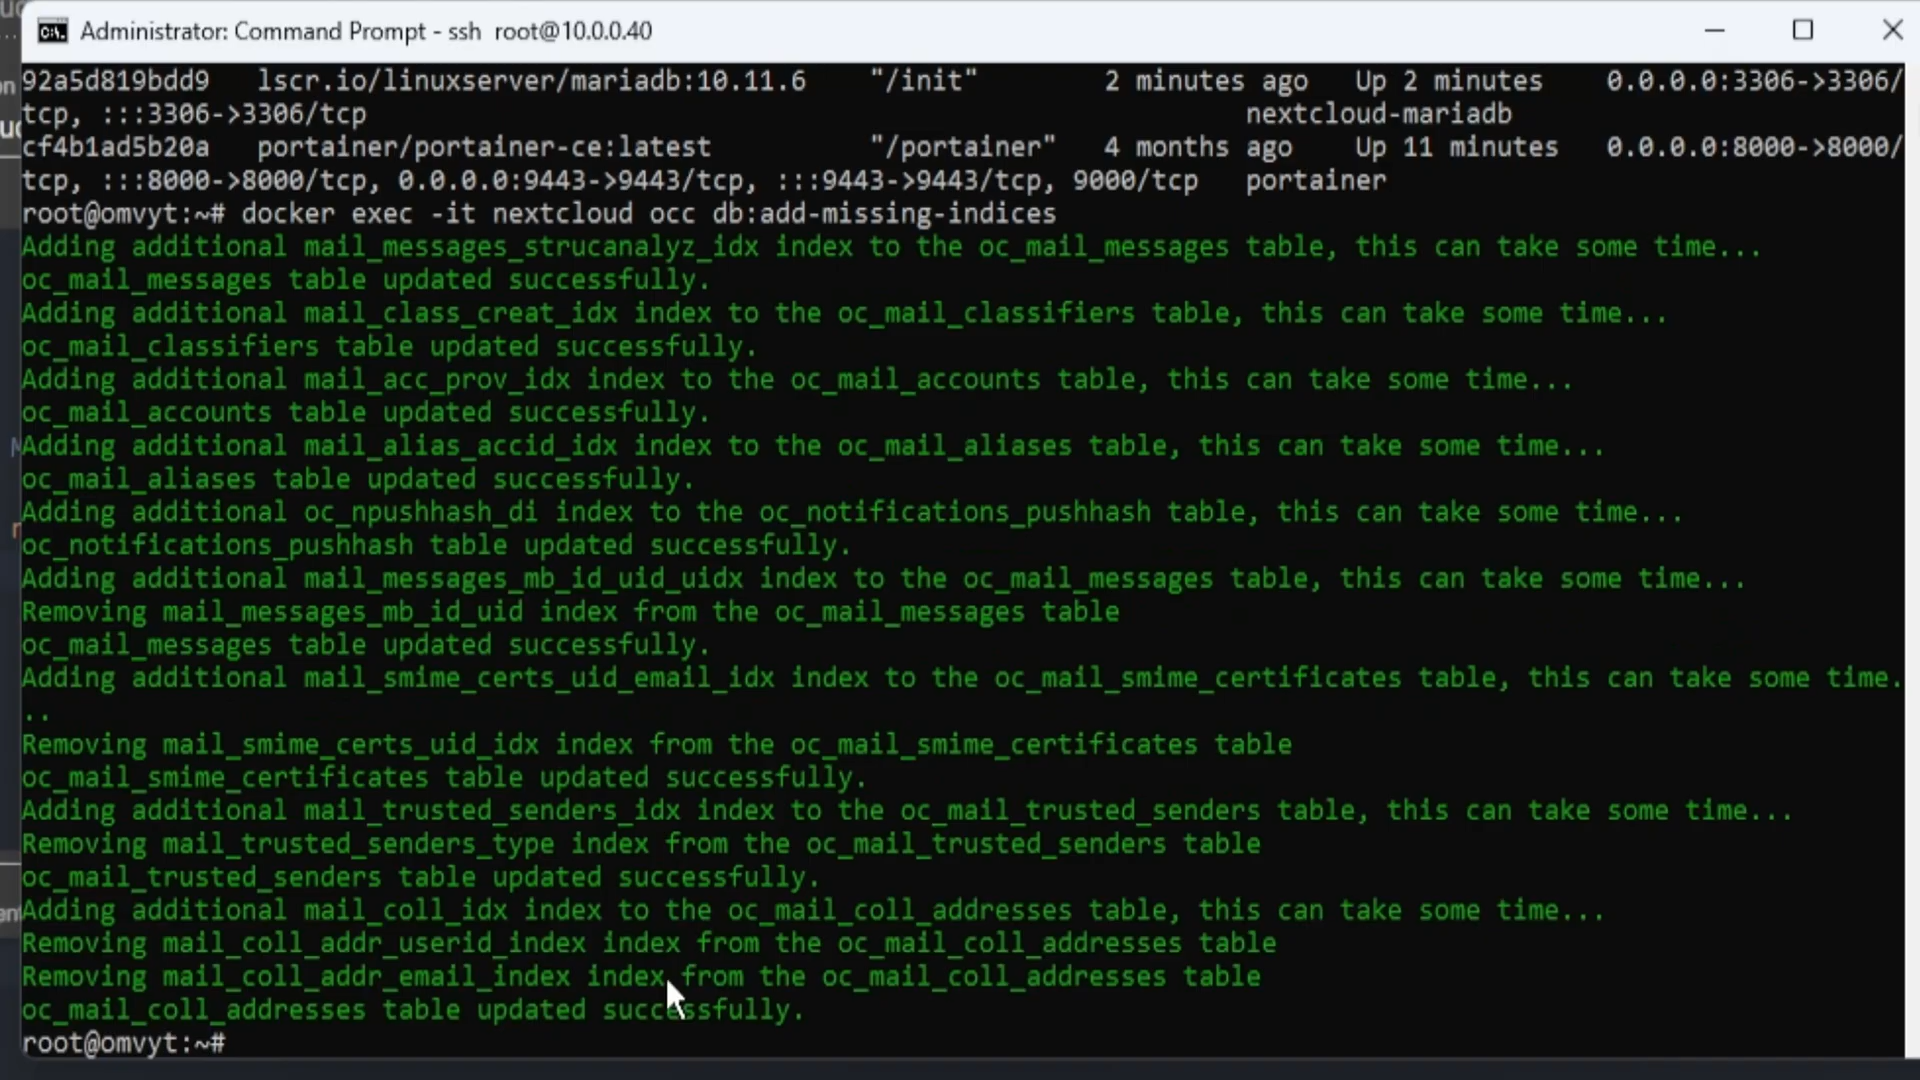 Administrator: Command Prompt - ssh root@10.0.0.40
92a5d819bdd9 lscr.io/linuxserver/mariadb:10.11.6 "/init" 2 minutes ago Up 2 minutes 0.0.0.0:3306->3306/
tcp, :::3306->3306/tcp nextcloud-mariadb
cf4b1ad5b20a portainer/portainer-ce:latest "/portainer" 4 months ago Up 11 minutes 0.0.0.0:8000->8000/
tcp, :::8000->8000/tcp, 0.0.0.0:9443->9443/tcp, :::9443->9443/tcp, 9000/tcp portainer
root@omvyt:~# docker exec -it nextcloud occ db:add-missing-indices
Adding additional mail_messages_strucanalyz_idx index to the oc_mail_messages table, this can take some time...
oc_mail_messages table updated successfully.
Adding additional mail_class_creat_idx index to the oc_mail_classifiers table, this can take some time...
oc_mail_classifiers table updated successfully.
Adding additional mail_acc_prov_idx index to the oc_mail_accounts table, this can take some time...
oc_mail_accounts table updated successfully.
Adding additional mail_alias_accid_idx index to the oc_mail_aliases table, this can take some time...
oc_mail_aliases table updated successfully.
Adding additional oc_npushhash_di index to the oc_notifications_pushhash table, this can take some time...
oc_notifications_pushhash table updated successfully.
Adding additional mail_messages_mb_id_uid_uidx index to the oc_mail_messages table, this can take some time...
Removing mail_messages_mb_id_uid index from the oc_mail_messages table
oc_mail_messages table updated successfully.
Adding additional mail_smime_certs_uid_email_idx index to the oc_mail_smime_certificates table, this can take some time.
..
Removing mail_smime_certs_uid_idx index from the oc_mail_smime_certificates table
oc_mail_smime_certificates table updated successfully.
Adding additional mail_trusted_senders_idx index to the oc_mail_trusted_senders table, this can take some time...
Removing mail_trusted_senders_type index from the oc_mail_trusted_senders table
oc_mail_trusted_senders table updated successfully.
Adding additional mail_coll_idx index to the oc_mail_coll_addresses table, this can take some time...
Removing mail_coll_addr_userid_index index from the oc_mail_coll_addresses table
Removing mail_coll_addr_email_index index from the oc_mail_coll_addresses table
oc_mail_coll_addresses table updated successfully.
root@omvyt:~#